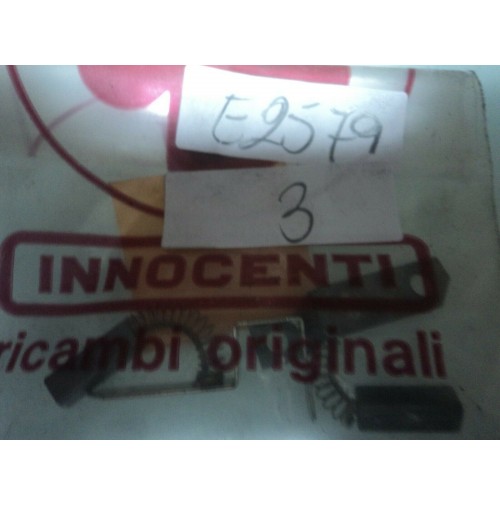 E2579
3
INNOCENTI
ricambi originali